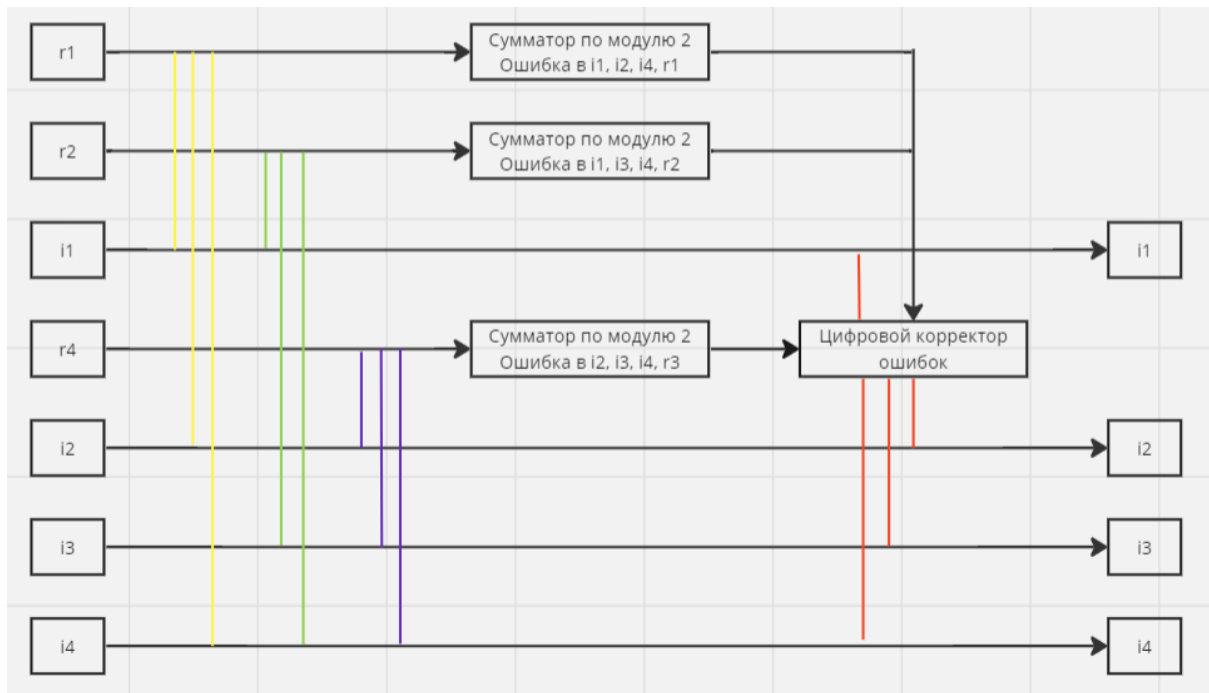 r1
Сумматор по модулю 2
Ошибка в i1, i2, i4, r1
r2
Сумматор по модулю 2
Ошибка в i1, i3, i4, r2
i1
i1
r4
Сумматор по модулю 2
Ошибка в i2, i3, i4, r3
Цифровой корректор
ошибок
i2
i2
i3
i3
i4
i4